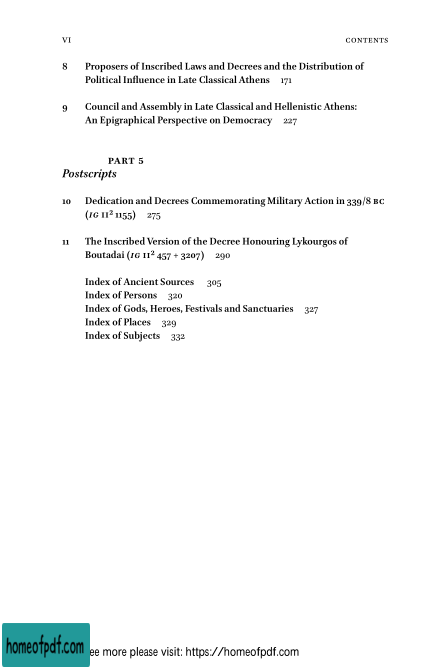 VI CONTENTS
8 Proposers of Inscribed Laws and Decrees and the Distribution of
Political Influence in Late Classical Athens 171
9 Council and Assembly in Late Classical and Hellenistic Athens:
An Epigraphical Perspective on Democracy 227
PART 5
Postscripts
10 Dedication and Decrees Commemorating Military Action in 339/8 BC
(IG II² 1155) 275
11 The Inscribed Version of the Decree Honouring Lykourgos of
Boutadai (IG II² 457 + 3207) 290
Index of Ancient Sources 305
Index of Persons 320
Index of Gods, Heroes, Festivals and Sanctuaries 327
Index of Places 329
Index of Subjects 332
homeofpdf.com ee more please visit: https://homeofpdf.com